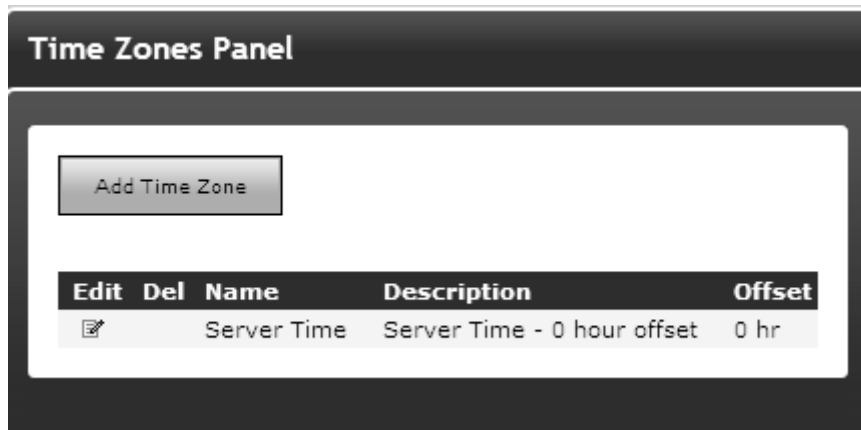 Time Zones Panel
Add Time Zone
Edit Del Name Description Offset
Server Time Server Time - 0 hour offset 0 hr